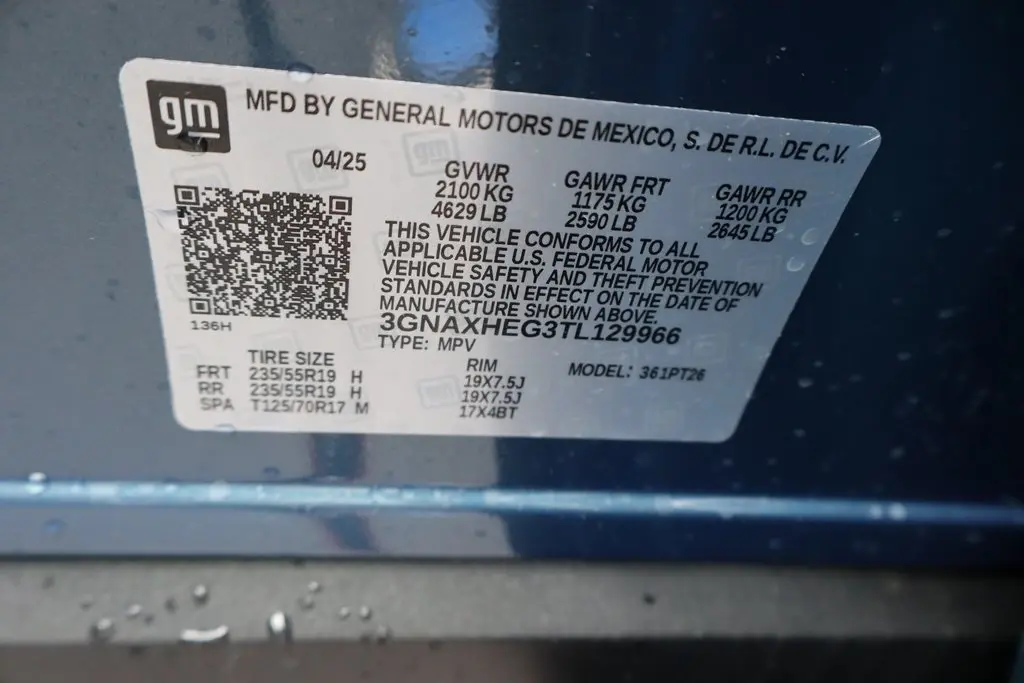 gm
MFD BY GENERAL MOTORS DE MEXICO, S. DE R.L. DE C.V.
04/25 GVWR GAWR FRT GAWR RR
2100 KG 1175 KG 1200 KG
4629 LB 2590 LB 2645 LB
THIS VEHICLE CONFORMS TO ALL
APPLICABLE U.S. FEDERAL MOTOR
VEHICLE SAFETY AND THEFT PREVENTION
STANDARDS IN EFFECT ON THE DATE OF
MANUFACTURE SHOWN ABOVE.
136H 3GNAXHEG3TL129966
TYPE: MPV
TIRE SIZE RIM MODEL: 361PT26
FRT 235/55R19 H 19X7.5J
RR 235/55R19 H 19X7.5J
SPA T125/70R17 M 17X4BT